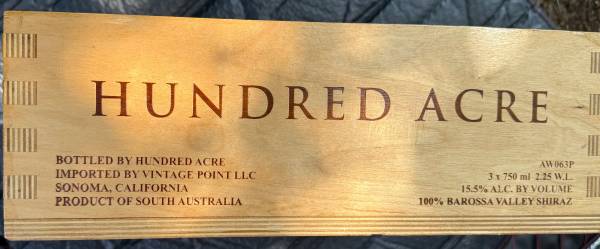 HUNDRED ACRE
BOTTLED BY HUNDRED ACRE
IMPORTED BY VINTAGE POINT LLC
SONOMA, CALIFORNIA
PRODUCT OF SOUTH AUSTRALIA
AW063P
3 x 750 ml 2.25 W.L.
15.5% ALC. BY VOLUME
100% BAROSSA VALLEY SHIRAZ